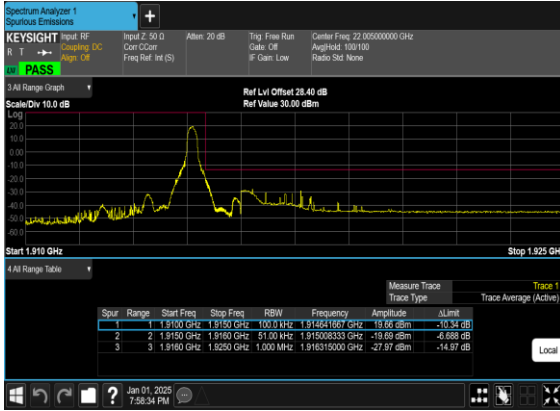 Spectrum Analyzer 1
Spurious Emissions
+
KEYSIGHT Input: RF Input Z: 50 Ω Atten: 20 dB Trig: Free Run Center Freq: 22.005000000 GHz
R T Coupling: DC Corr CCorr Gate: Off Avg|Hold: 100/100
Align: Off Freq Ref: Int (S) IF Gain: Low Radio Std: None
PASS
3 All Range Graph
Ref Lvl Offset 28.40 dB
Scale/Div 10.0 dB Ref Value 30.00 dBm
Log
20.0
10.0
0.00
-10.0
-20.0
-30.0
-40.0
-50.0
-60.0
Start 1.910 GHz Stop 1.925 GH
4 All Range Table
Measure Trace Trace 1
Trace Type Trace Average (Active)
Spur Range Start Freq Stop Freq RBW Frequency Amplitude ΔLimit
1 1 1.9100 GHz 1.9150 GHz 100.0 kHz 1.914641667 GHz 19.66 dBm -10.34 dB
2 2 1.9150 GHz 1.9160 GHz 51.00 kHz 1.915008333 GHz -19.69 dBm -6.688 dB
3 3 1.9160 GHz 1.9250 GHz 1.000 MHz 1.916315000 GHz -27.97 dBm -14.97 dB
Local
? Jan 01, 2025
7:58:34 PM